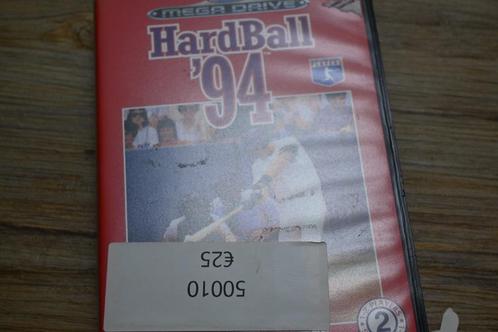 MEGA DRIVE
HardBall
'94
50010
€25
2